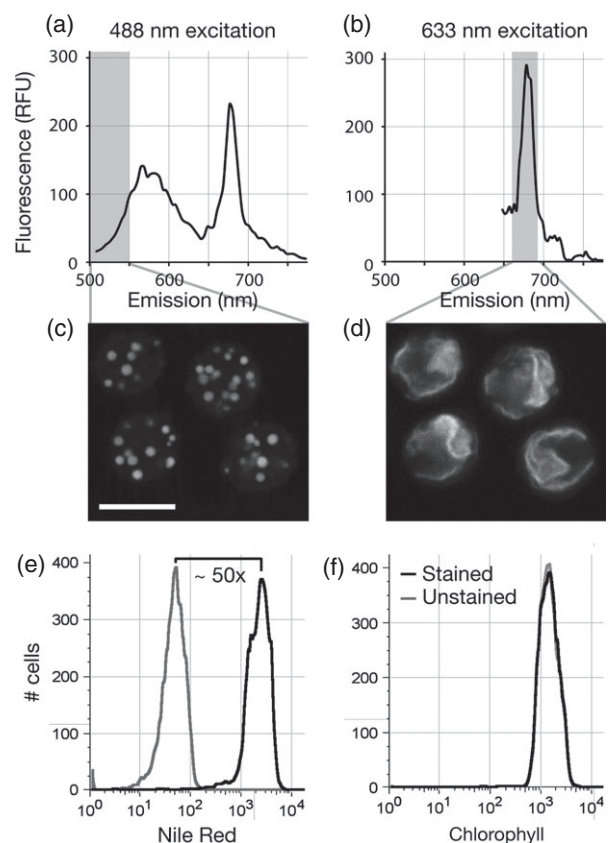 (a) 488 nm excitation
(b) 633 nm excitation
Fluorescence (RFU)
300
200
100
0
500 600 700
Emission (nm)
300
200
100
0
500 600 700
Emission (nm)
(c)
(d)
(e)
400
300
200
100
0
# cells
~ 50x
10⁰ 10¹ 10² 10³ 10⁴
Nile Red
(f)
400
300
200
100
0
Stained
Unstained
10⁰ 10¹ 10² 10³ 10⁴
Chlorophyll